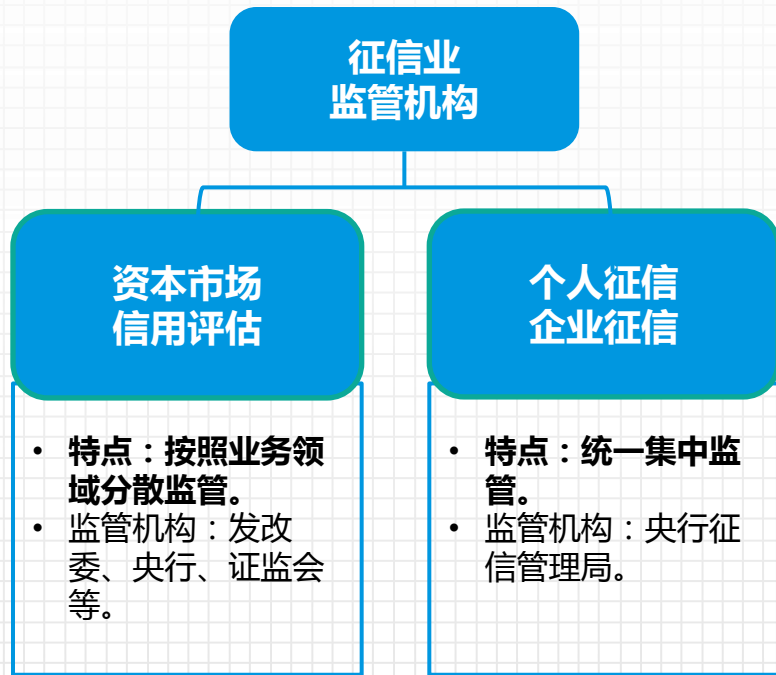 征信业
监管机构
资本市场
信用评估
个人征信
企业征信
• 特点：按照业务领
域分散监管。
• 监管机构：发改
委、央行、证监会
等。
• 特点：统一集中监
管。
• 监管机构：央行征
信管理局。